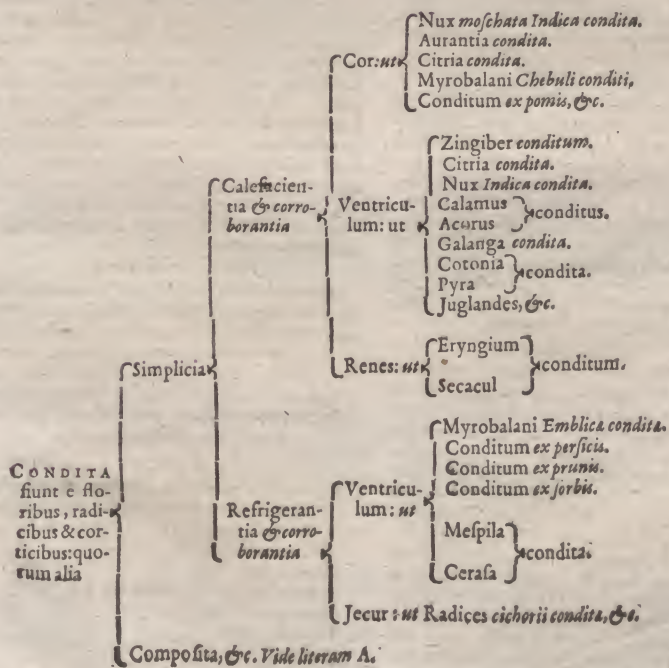 Nux moſchata Indica condita.
Aurantia condita.
Cor: ut Citria condita.
Myrobalani Chebuli conditi,
Conditum ex pomis, &c.
Zingiber conditum.
Citria condita.
Calefacien-
tia & corro-
borantia
Nux Indica condita.
Ventricu-
lum: ut
Calamus
Acorus
conditus.
Galanga condita.
Cotonia
Pyra
condita.
Juglandes, &c.
Simplicia
Renes: ut
Eryngium
Secacul
conditum.
CONDITA
fiunt e flo-
ribus, radi-
cibus & cor-
ticibus: quo-
rum alia
Refrigeran-
tia & corro-
borantia
Ventricu-
lum: ut
Myrobalani Emblica condita.
Conditum ex perſicis.
Conditum ex prunis.
Conditum ex ſorbis.
Meſpila
Ceraſa
condita.
Jecur: ut Radices cichorii condita, &c.
Compoſita, &c. Vide literam A.